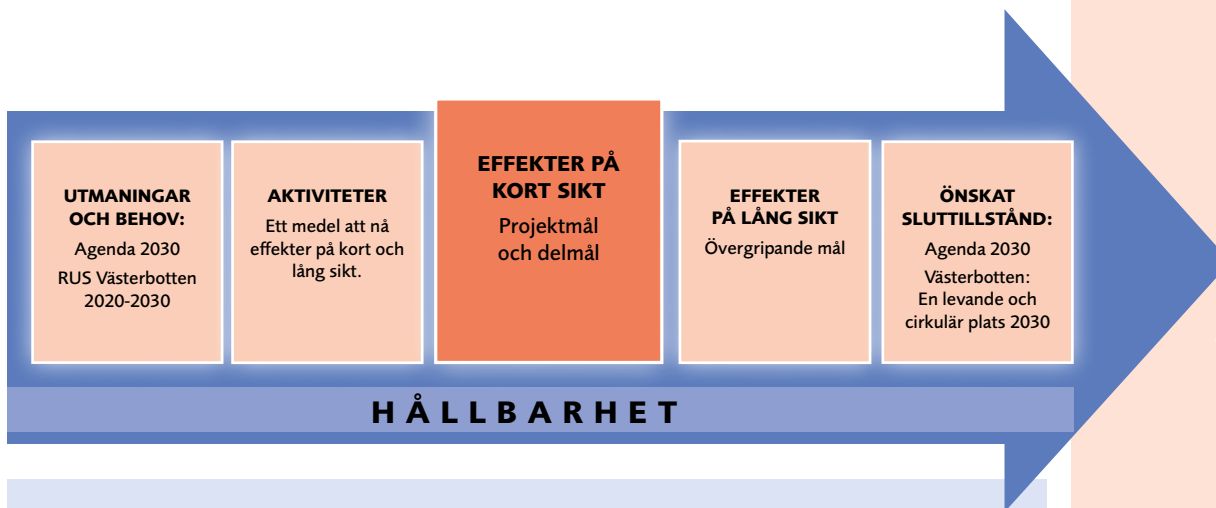 UTMANINGAR
OCH BEHOV:
Agenda 2030
RUS Västerbotten
2020-2030
AKTIVITETER
Ett medel att nå
effekter på kort och
lång sikt.
EFFEKTER PÅ
KORT SIKT
Projektmål
och delmål
EFFEKTER
PÅ LÅNG SIKT
Övergripande mål
ÖNSKAT
SLUTTILLSTÅND:
Agenda 2030
Västerbotten:
En levande och
cirkulär plats 2030
HÅLLBARHET